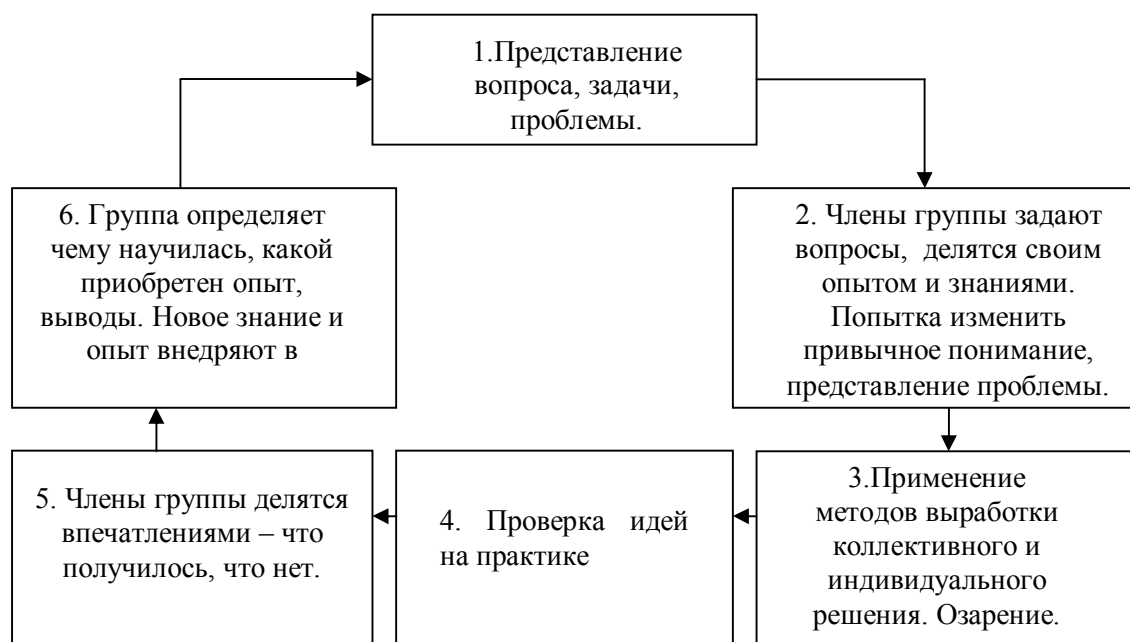 1.Представление
вопроса, задачи,
проблемы.
2. Члены группы задают
вопросы, делятся своим
опытом и знаниями.
Попытка изменить
привычное понимание,
представление проблемы.
3.Применение
методов выработки
коллективного и
индивидуального
решения. Озарение.
4. Проверка идей
на практике
5. Члены группы делятся
впечатлениями – что
получилось, что нет.
6. Группа определяет
чему научилась, какой
приобретен опыт,
выводы. Новое знание и
опыт внедряют в